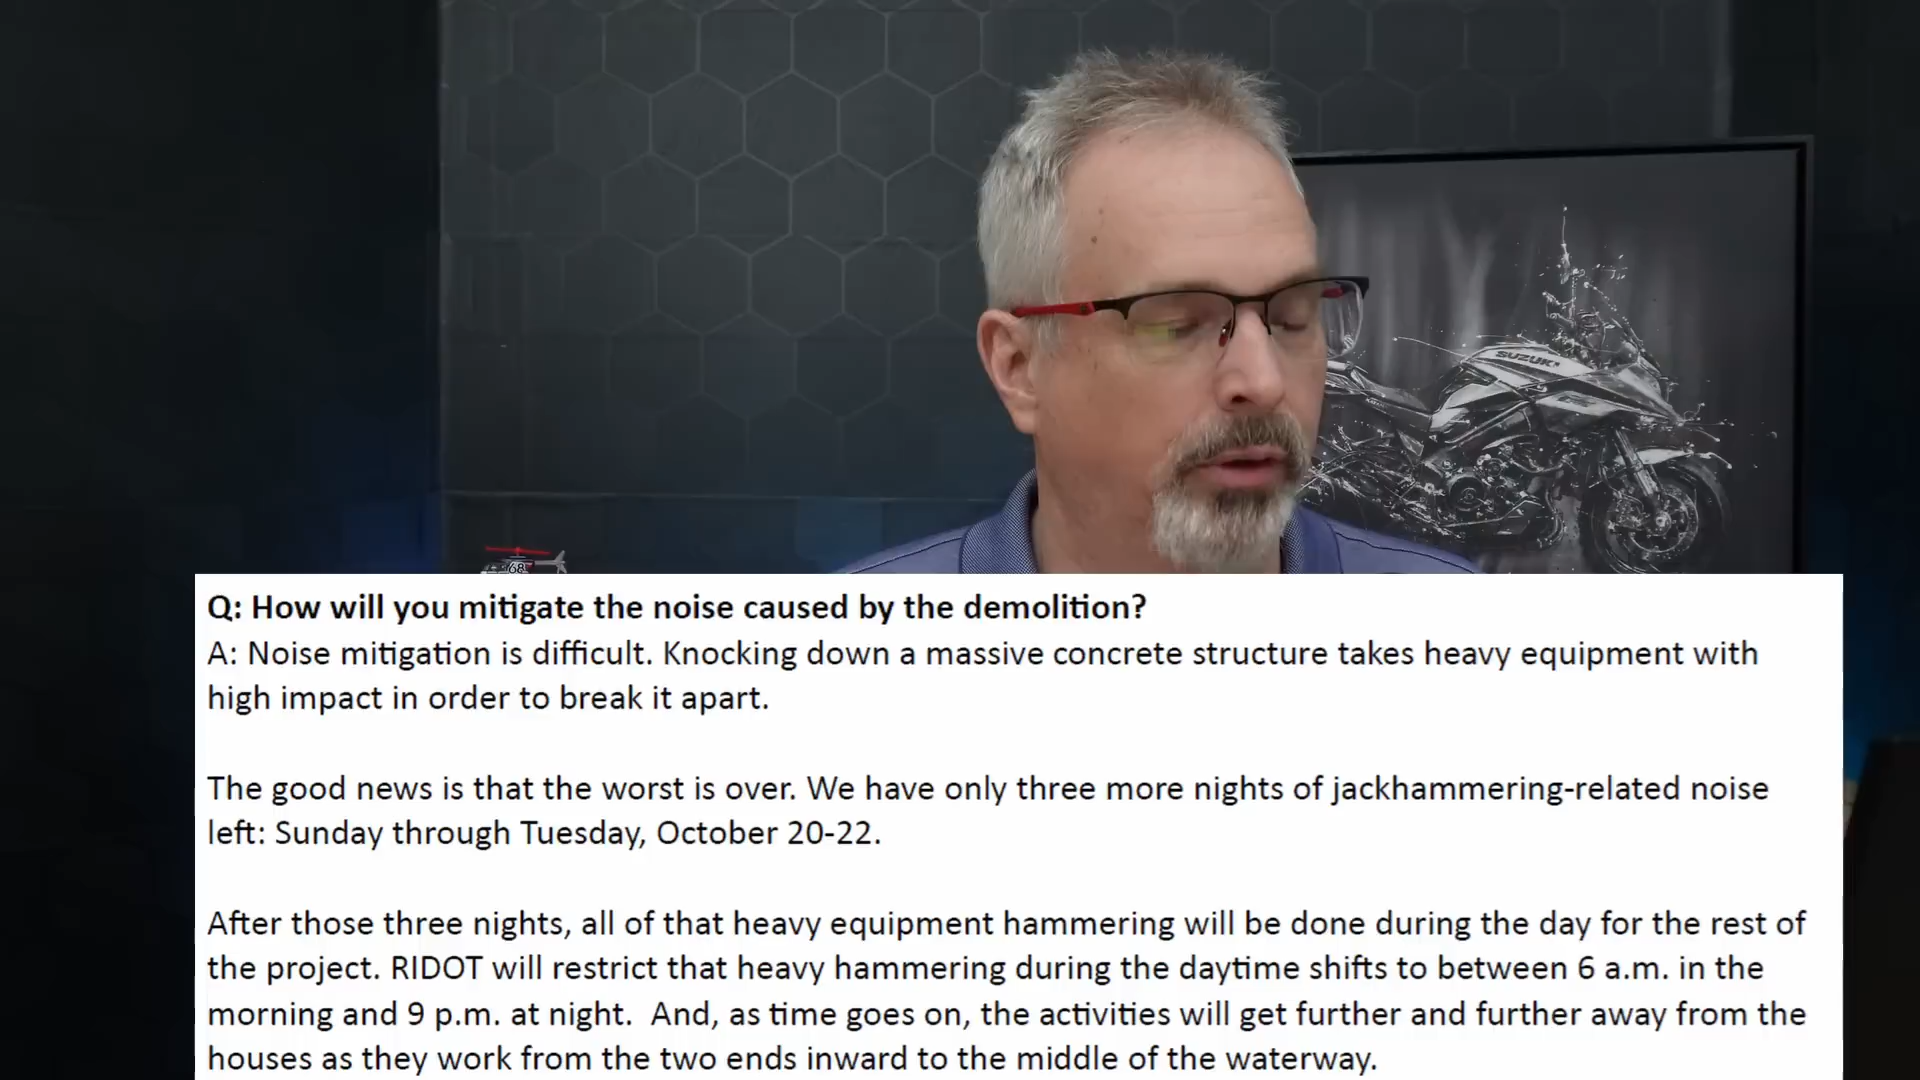 SUZUKI
68
Q: How will you mitigate the noise caused by the demolition?
A: Noise mitigation is difficult. Knocking down a massive concrete structure takes heavy equipment with
high impact in order to break it apart.
The good news is that the worst is over. We have only three more nights of jackhammering-related noise
left: Sunday through Tuesday, October 20-22.
After those three nights, all of that heavy equipment hammering will be done during the day for the rest of
the project. RIDOT will restrict that heavy hammering during the daytime shifts to between 6 a.m. in the
morning and 9 p.m. at night.  And, as time goes on, the activities will get further and further away from the
houses as they work from the two ends inward to the middle of the waterway.